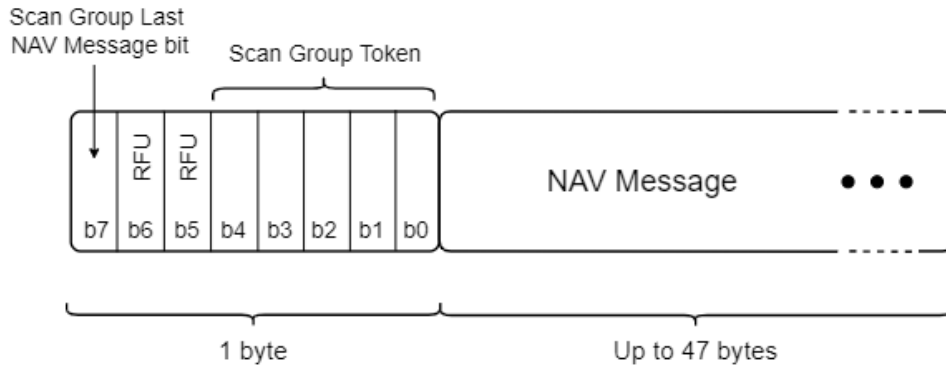 Scan Group Last
NAV Message bit
Scan Group Token
RFU
RFU
b7 b6 b5 b4 b3 b2 b1 b0
NAV Message
1 byte
Up to 47 bytes